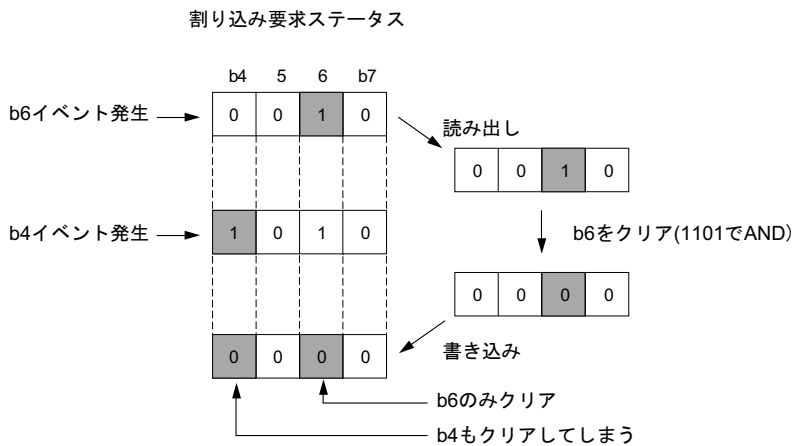 割り込み要求ステータス
b4 5 6 b7
b6イベント発生
0 0 1 0
読み出し
0 0 1 0
b4イベント発生
1 0 1 0
b6をクリア(1101でAND)
0 0 0 0
書き込み
0 0 0 0
b6のみクリア
b4もクリアしてしまう